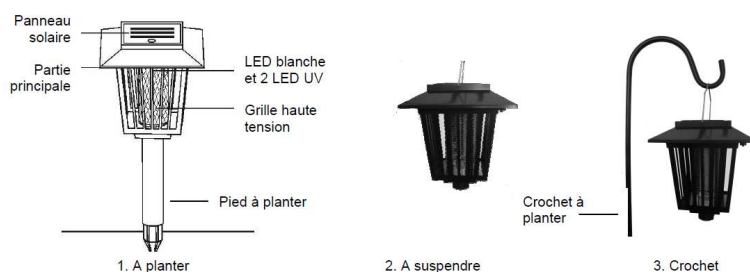 Panneau
solaire
Partie
principale
LED blanche
et 2 LED UV
Grille haute
tension
Pied à planter
1. A planter
2. A suspendre
Crochet à
planter
3. Crochet